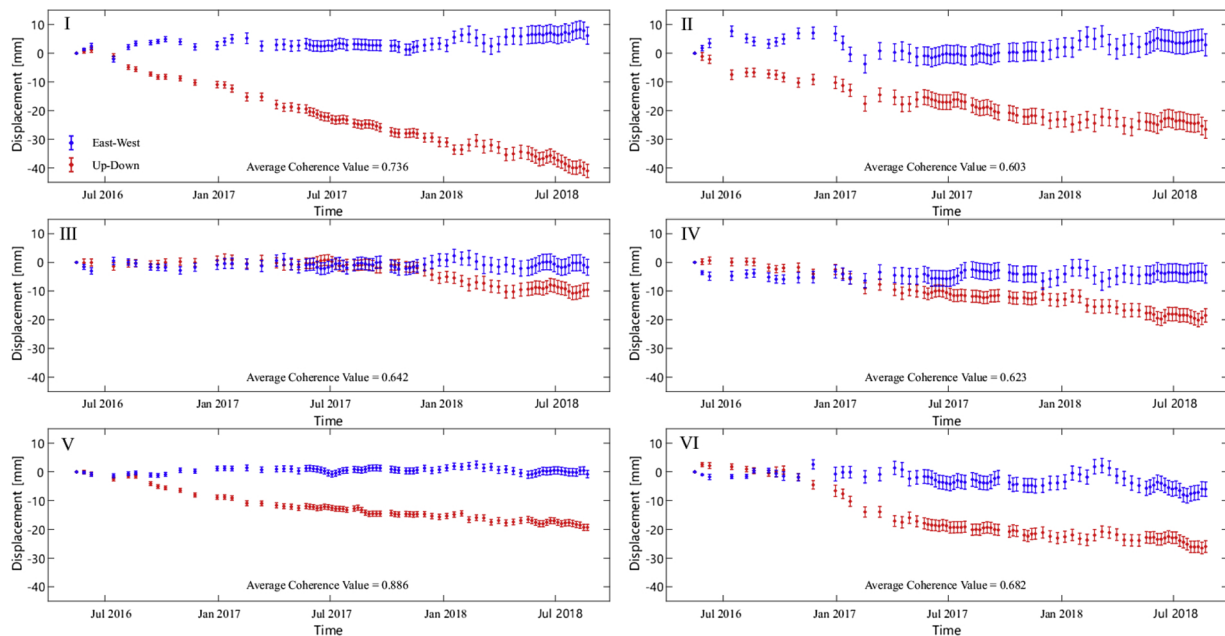 I
Displacement [mm]
10
0
-10
-20
-30
-40
East-West
Up-Down
Average Coherence Value = 0.736
Jul 2016
Jan 2017
Jul 2017
Jan 2018
Jul 2018
Time
II
Displacement [mm]
10
0
-10
-20
-30
-40
Average Coherence Value = 0.603
Jul 2016
Jan 2017
Jul 2017
Jan 2018
Jul 2018
Time
III
Displacement [mm]
10
0
-10
-20
-30
-40
Average Coherence Value = 0.642
Jul 2016
Jan 2017
Jul 2017
Jan 2018
Jul 2018
Time
IV
Displacement [mm]
10
0
-10
-20
-30
-40
Average Coherence Value = 0.623
Jul 2016
Jan 2017
Jul 2017
Jan 2018
Jul 2018
Time
V
Displacement [mm]
10
0
-10
-20
-30
-40
Average Coherence Value = 0.886
Jul 2016
Jan 2017
Jul 2017
Jan 2018
Jul 2018
Time
VI
Displacement [mm]
10
0
-10
-20
-30
-40
Average Coherence Value = 0.682
Jul 2016
Jan 2017
Jul 2017
Jan 2018
Jul 2018
Time